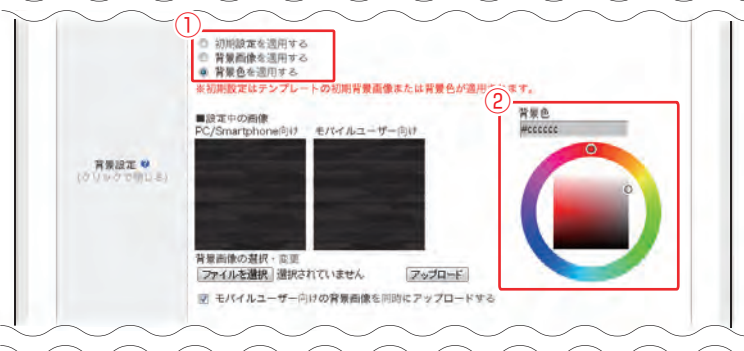 ①
初期設定を適用する
背景画像を適用する
背景色を適用する
※初期設定はテンプレートの初期背景画像または背景色が適用されます。
②
背景色
#cccccc
■設定中の画像
PC/Smartphone向け モバイルユーザー向け
背景設定
(クリックで閉じる)
背景画像の選択・変更
ファイルを選択 選択されていません アップロード
モバイルユーザー向けの背景画像を同時にアップロードする